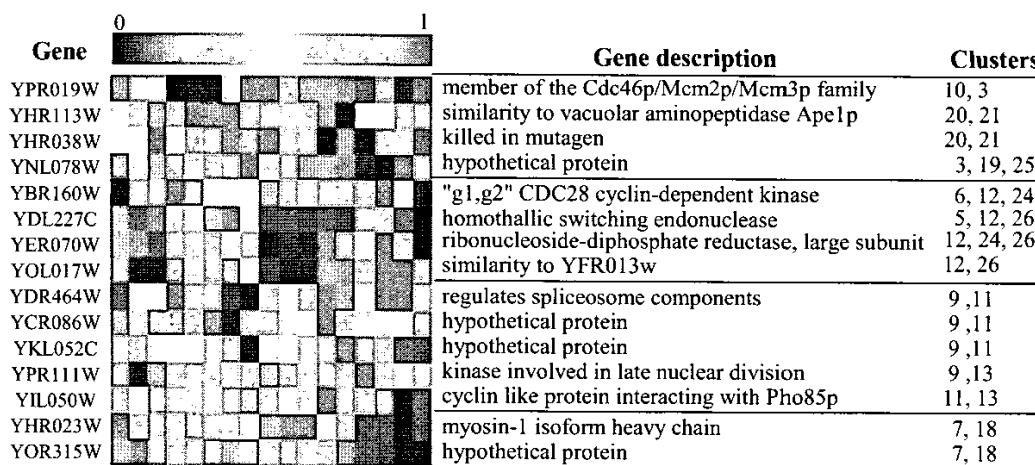 0 1
Gene Gene description Clusters
YPR019W member of the Cdc46p/Mcm2p/Mcm3p family 10, 3
YHR113W similarity to vacuolar aminopeptidase Ape1p 20, 21
YHR038W killed in mutagen 20, 21
YNL078W hypothetical protein 3, 19, 25
YBR160W "g1,g2" CDC28 cyclin-dependent kinase 6, 12, 24
YDL227C homothallic switching endonuclease 5, 12, 26
YER070W ribonucleoside-diphosphate reductase, large subunit 12, 24, 26
YOL017W similarity to YFR013w 12, 26
YDR464W regulates spliceosome components 9 ,11
YCR086W hypothetical protein 9 ,11
YKL052C hypothetical protein 9 ,11
YPR111W kinase involved in late nuclear division 9 ,13
YIL050W cyclin like protein interacting with Pho85p 11, 13
YHR023W myosin-1 isoform heavy chain 7, 18
YOR315W hypothetical protein 7, 18